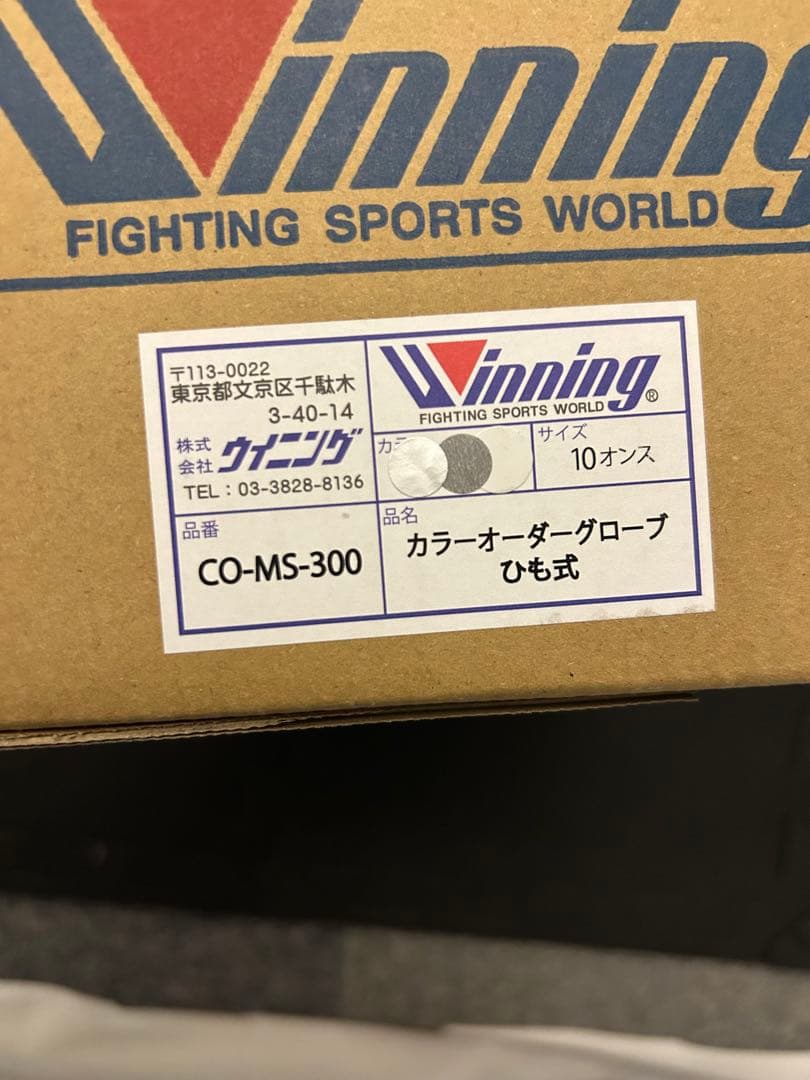 Winning
FIGHTING SPORTS WORLD
〒113-0022
東京都文京区千駄木
3-40-14
株式会社 ウイニング
TEL：03-3828-8136
Winning®
FIGHTING SPORTS WORLD
カラ
サイズ
10オンス
品番
CO-MS-300
品名
カラーオーダーグローブ
ひも式